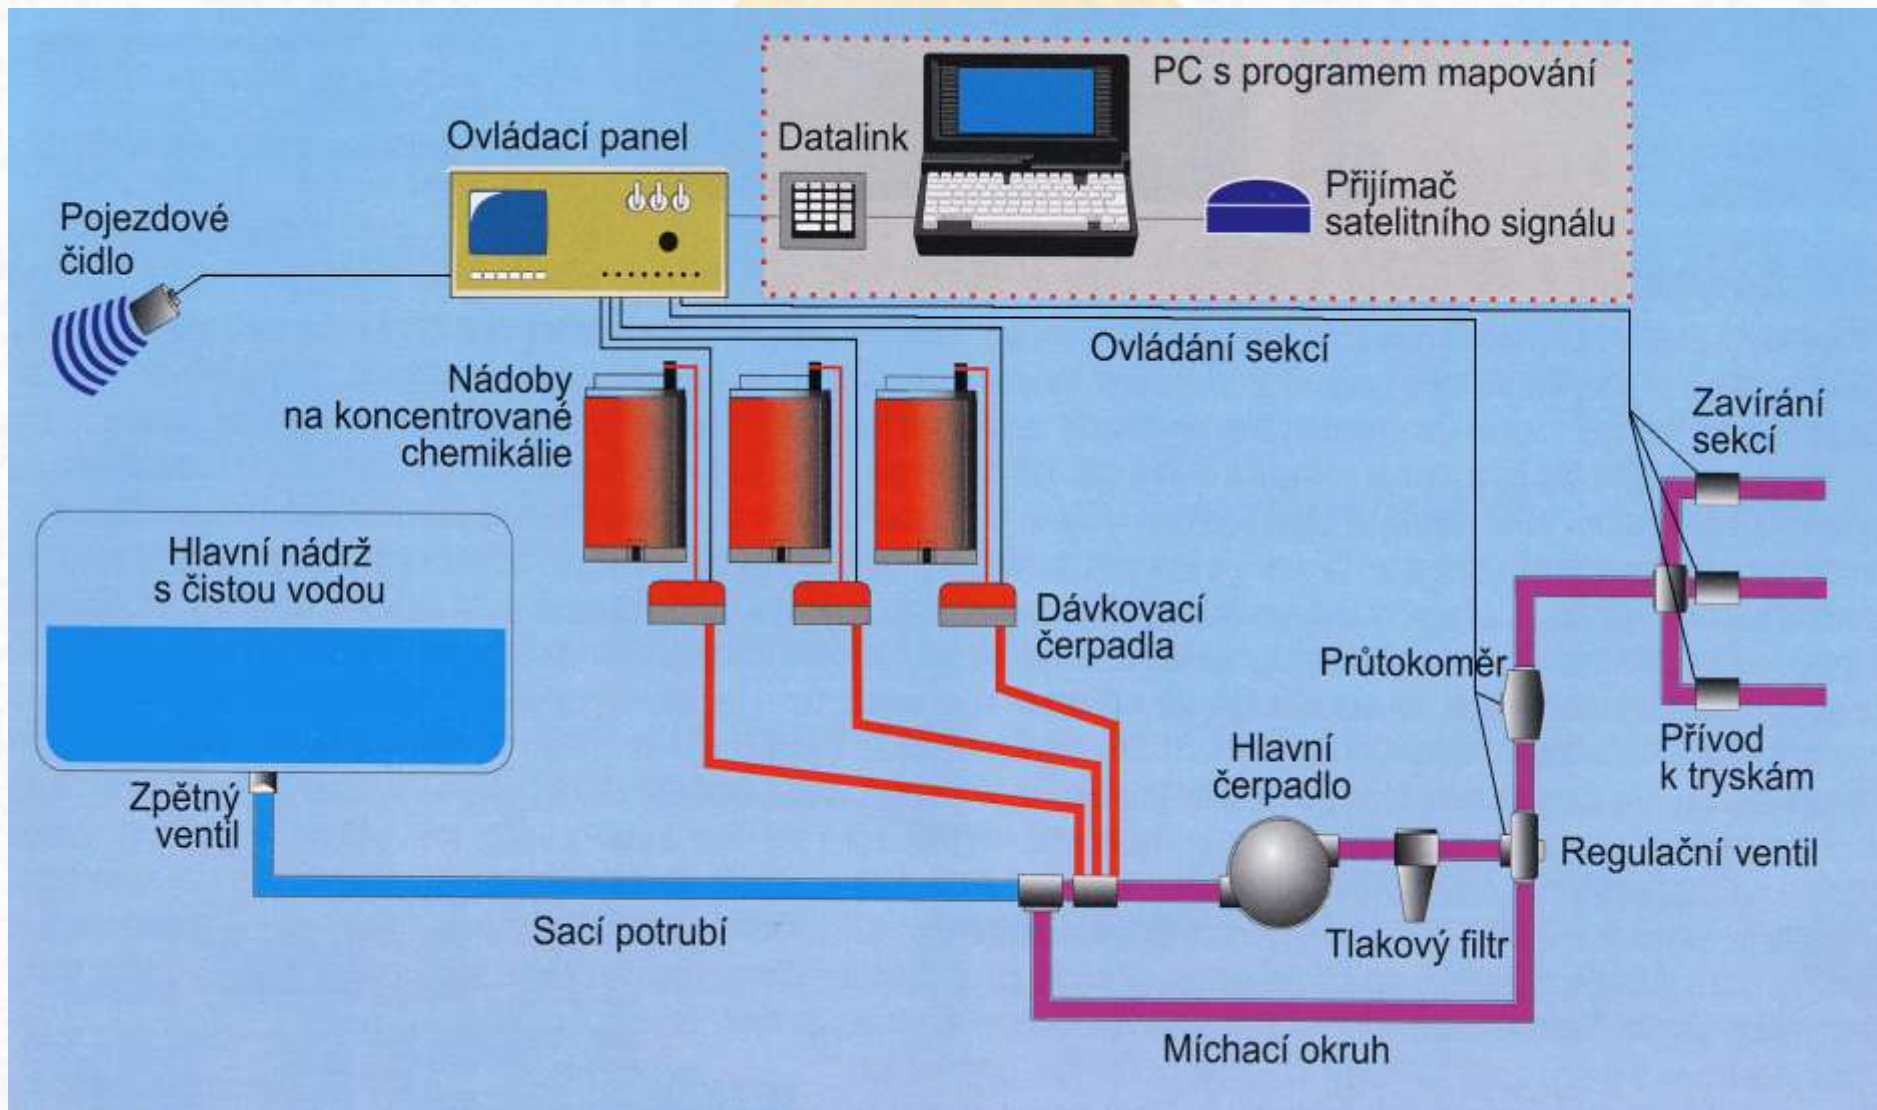 PC s programem mapování
Ovládací panel
Datalink
Přijímač
satelitního signálu
Pojezdové
čidlo
Ovládání sekcí
Nádoby
na koncentrované
chemikálie
Zavírání
sekcí
Hlavní nádrž
s čistou vodou
Dávkovací
čerpadla
Průtokoměr
Přívod
k tryskám
Hlavní
čerpadlo
Zpětný
ventil
Regulační ventil
Sací potrubí
Tlakový filtr
Míchací okruh